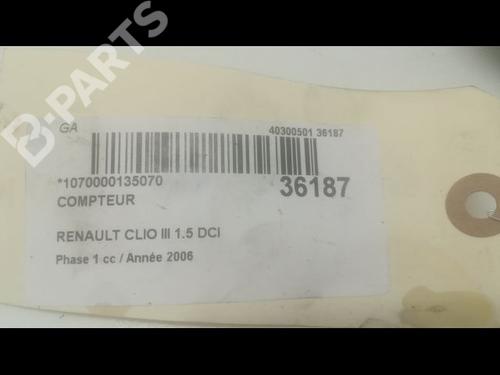 B-PARTS
GA
40300501 36187
*1070000135070
36187
COMPTEUR
RENAULT CLIO III 1.5 DCI
Phase 1 cc / Année 2006